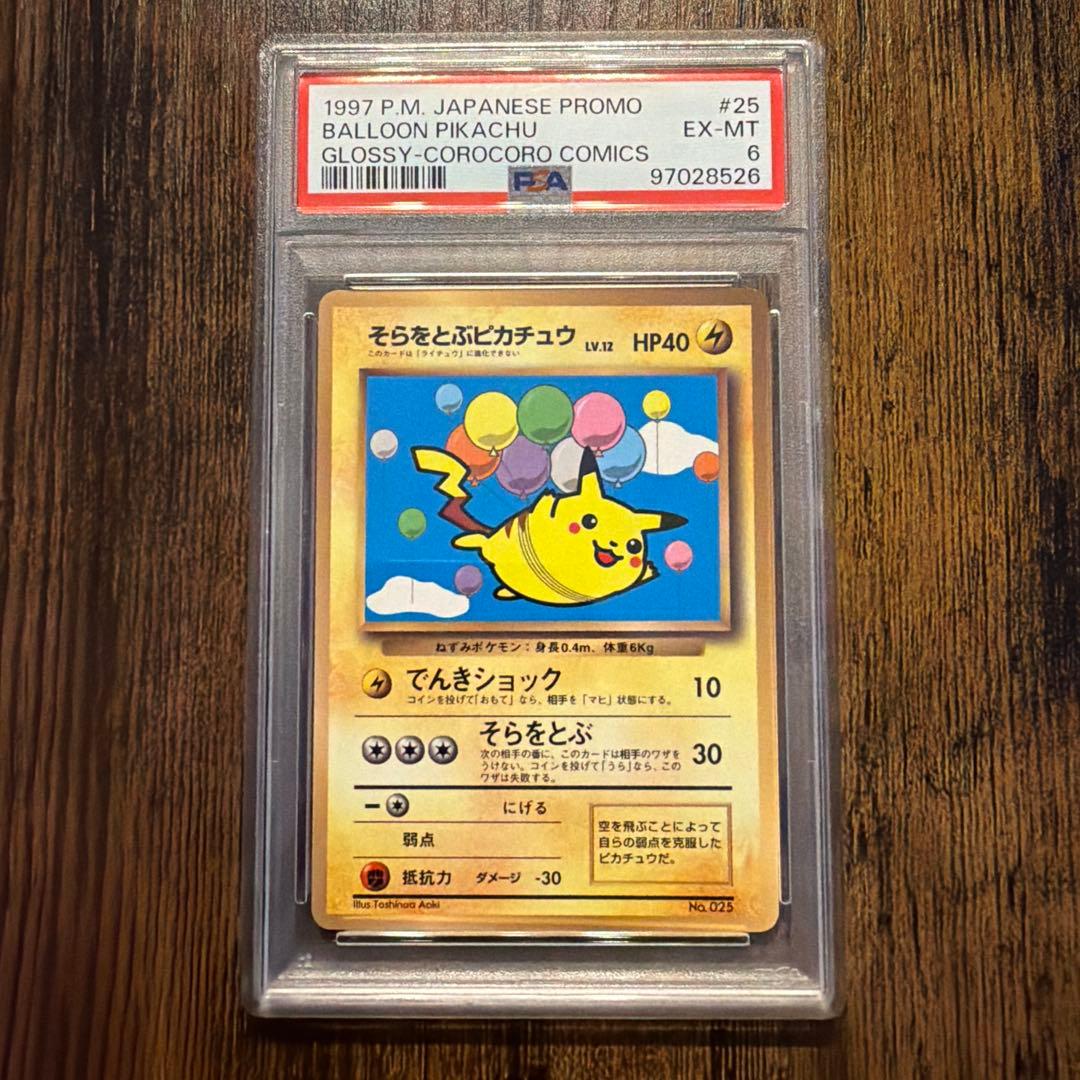 1997 P.M. JAPANESE PROMO #25
BALLOON PIKACHU EX-MT
GLOSSY-COROCORO COMICS 6
PSA 97028526
そらをとぶピカチュウ LV.12 HP40
このカードは「ライチュウ」に進化できない
ねずみポケモン：身長0.4m、体重6Kg
でんきショック 10
コインを投げて「おもて」なら、相手を「マヒ」状態にする。
そらをとぶ 30
次の相手の番に、このカードは相手のワザを
うけない。コインを投げて「うら」なら、この
ワザは失敗する。
にげる
弱点
抵抗力 ダメージ -30
空を飛ぶことによって
自らの弱点を克服した
ピカチュウだ。
Illus.Toshinao Aoki No.025